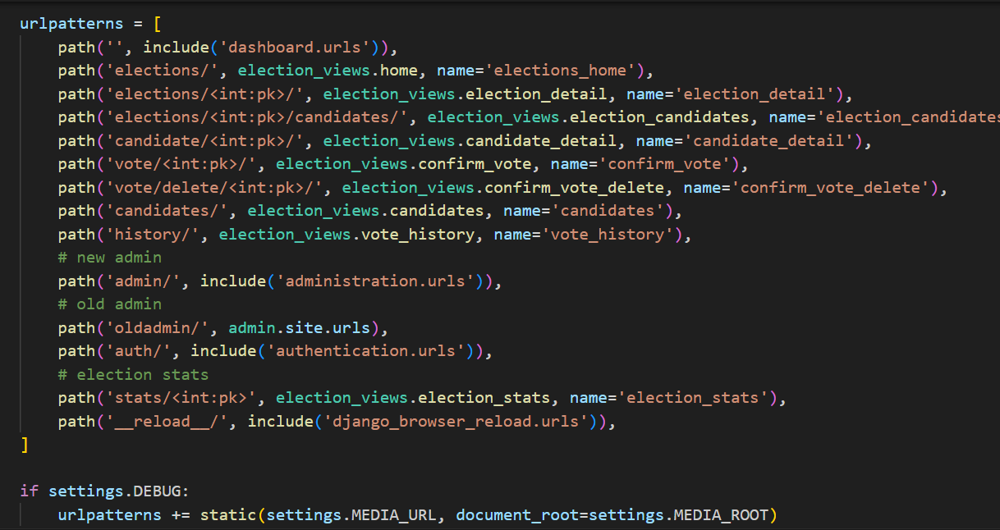 urlpatterns = [
    path('', include('dashboard.urls')),
    path('elections/', election_views.home, name='elections_home'),
    path('elections/<int:pk>/', election_views.election_detail, name='election_detail'),
    path('elections/<int:pk>/candidates/', election_views.election_candidates, name='election_candidates
    path('candidate/<int:pk>/', election_views.candidate_detail, name='candidate_detail'),
    path('vote/<int:pk>/', election_views.confirm_vote, name='confirm_vote'),
    path('vote/delete/<int:pk>/', election_views.confirm_vote_delete, name='confirm_vote_delete'),
    path('candidates/', election_views.candidates, name='candidates'),
    path('history/', election_views.vote_history, name='vote_history'),
    # new admin
    path('admin/', include('administration.urls')),
    # old admin
    path('oldadmin/', admin.site.urls),
    path('auth/', include('authentication.urls')),
    # election stats
    path('stats/<int:pk>', election_views.election_stats, name='election_stats'),
    path('__reload__/', include('django_browser_reload.urls')),
]
if settings.DEBUG:
    urlpatterns += static(settings.MEDIA_URL, document_root=settings.MEDIA_ROOT)